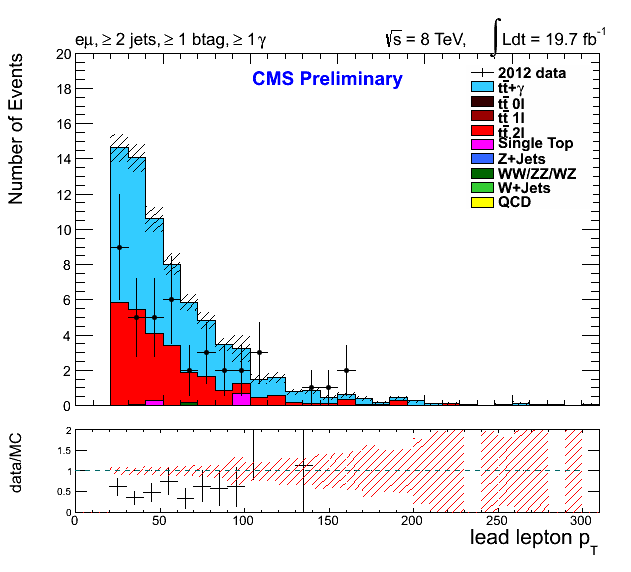 eμ, ≥ 2 jets, ≥ 1 btag, ≥ 1 γ
√s = 8 TeV, ∫ Ldt = 19.7 fb⁻¹
CMS Preliminary
Number of Events
20
18
16
14
12
10
8
6
4
2
0
2012 data
tt̄+γ
tt̄ 0l
tt̄ 1l
tt̄ 2l
Single Top
Z+Jets
WW/ZZ/WZ
W+Jets
QCD
data/MC
2
1.5
1
0.5
0
0 50 100 150 200 250 300
lead lepton p_T